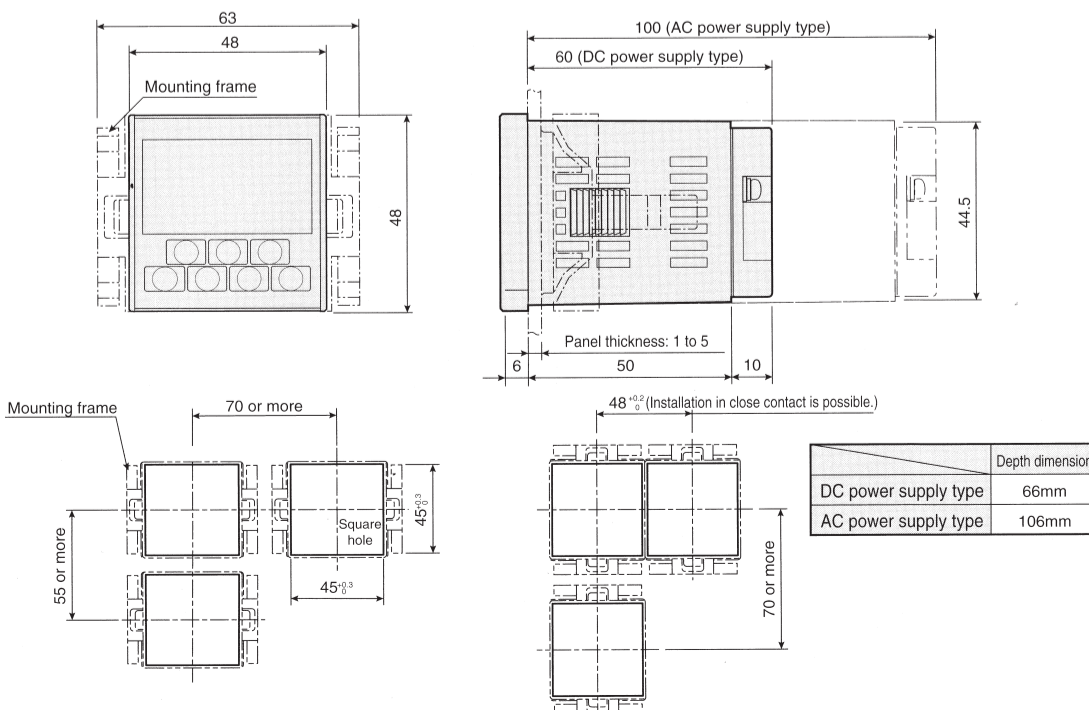 63
48
Mounting frame
48
100 (AC power supply type)
60 (DC power supply type)
44.5
Panel thickness: 1 to 5
6
50
10
Mounting frame
70 or more
55 or more
Square
hole
45 +0.3 0
45 +0.3 0
48 +0.2 0 (Installation in close contact is possible.)
70 or more
Depth dimension
DC power supply type 66mm
AC power supply type 106mm